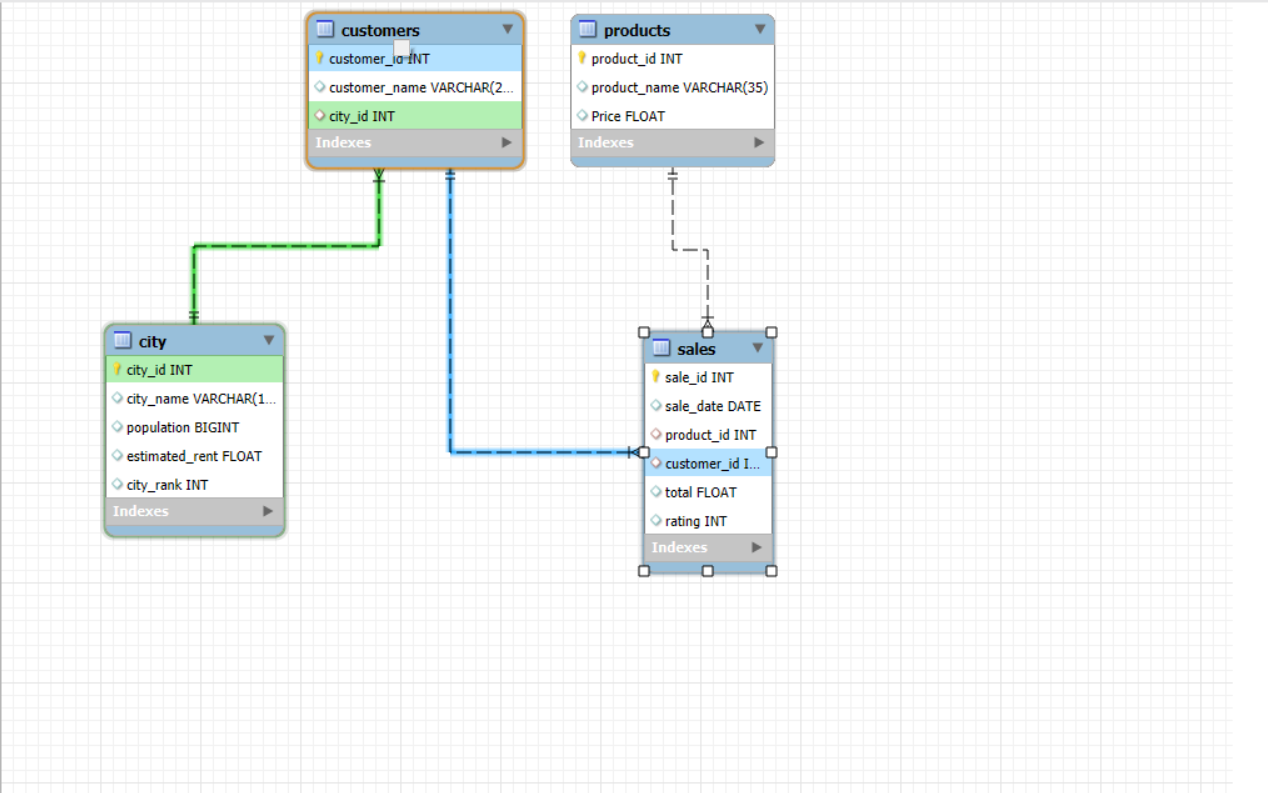 customers
customer_id INT
customer_name VARCHAR(2...
city_id INT
Indexes
products
product_id INT
product_name VARCHAR(35)
Price FLOAT
Indexes
city
city_id INT
city_name VARCHAR(1...
population BIGINT
estimated_rent FLOAT
city_rank INT
Indexes
sales
sale_id INT
sale_date DATE
product_id INT
customer_id I...
total FLOAT
rating INT
Indexes